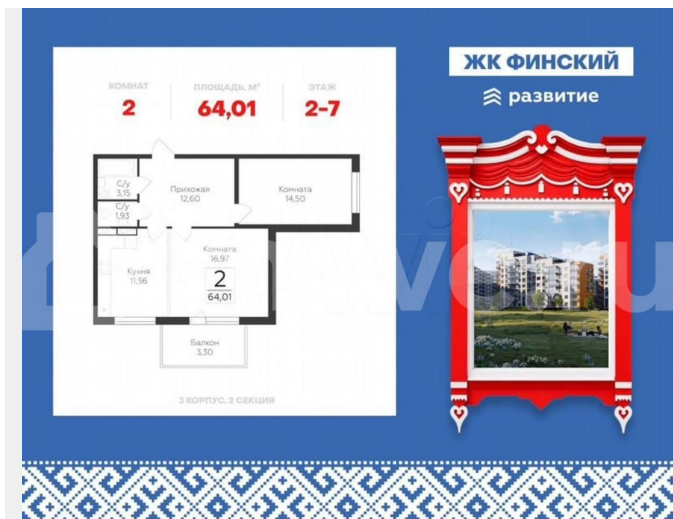 ЖК ФИНСКИЙ
развитие
КОМНАТ
2
ПЛОЩАДЬ, М²
64,01
ЭТАЖ
2-7
С/у
3,15
С/у
1,93
Прихожая
12,60
Комната
14,50
Кухня
11,56
Комната
16,97
2
64,01
Балкон
3,30
3 КОРПУС, 2 СЕКЦИЯ